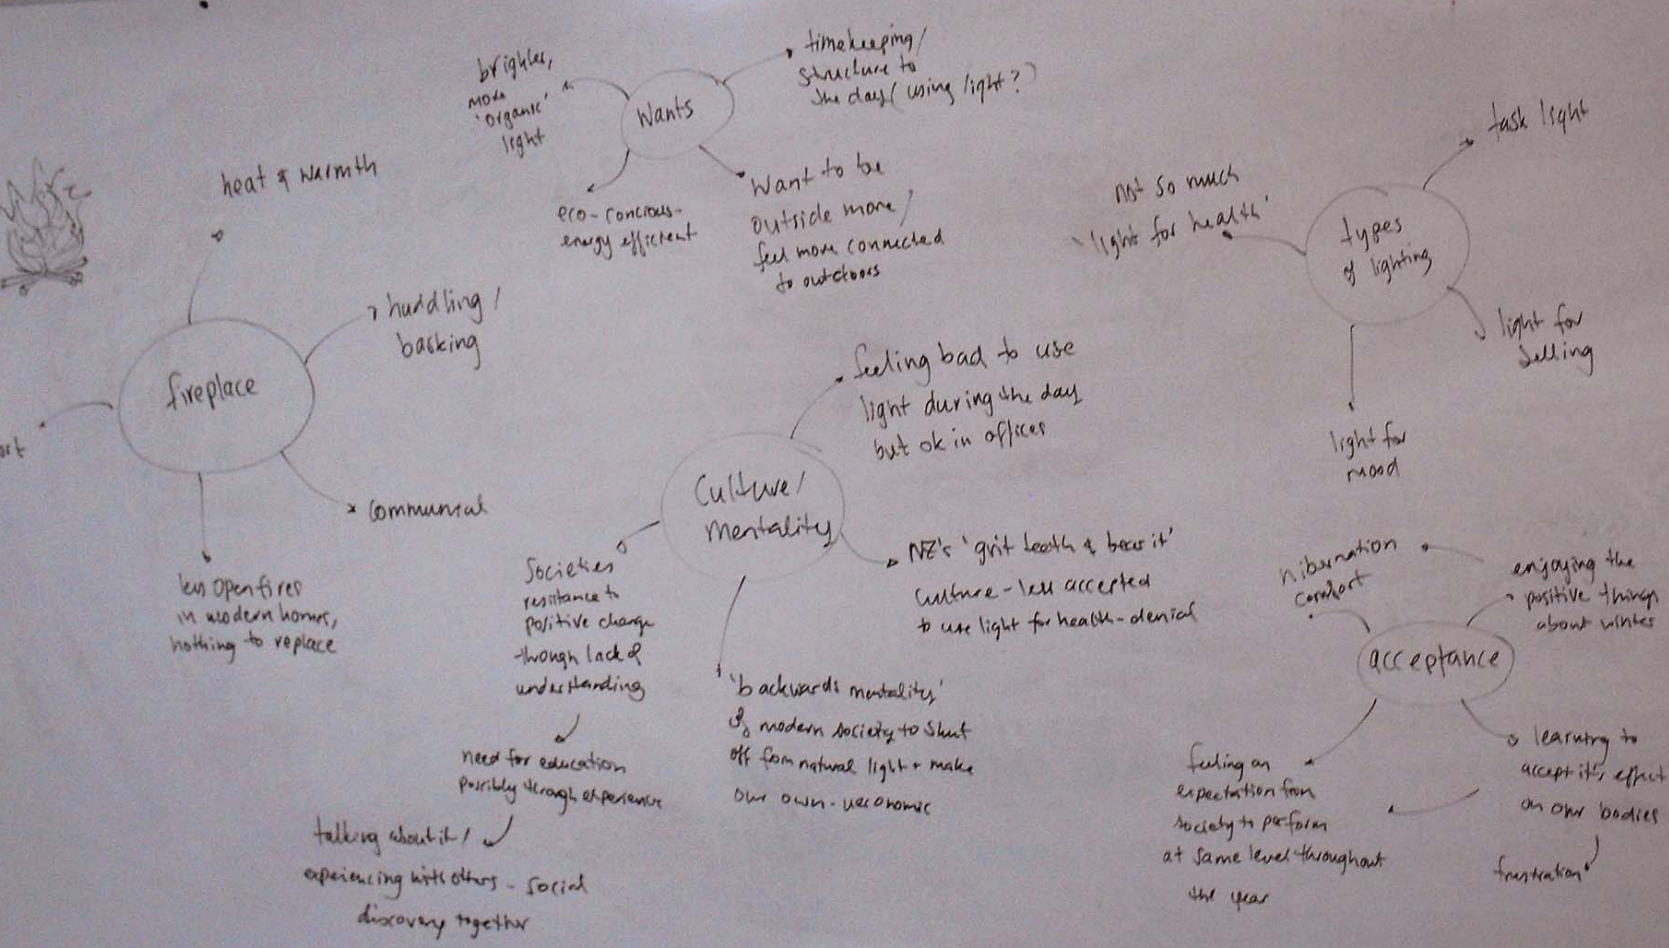 Wants
brighter,
more
'organic'
light
timekeeping/
structure to
the day (using light?)
eco-concious-
energy efficient
Want to be
outside more/
feel more connected
to outdoors
fireplace
heat & warmth
huddling/
basking
communial
less open fires
in modern homes,
nothing to replace
types
of lighting
task light
not so much
'light for health'
light for
selling
light for
mood
Culture/
mentality
feeling bad to use
light during the day
but ok in offices
NZ's 'grit teeth & bear it'
culture - less accepted
to use light for health - denial
'backwards mentality'
of modern society to shut
off from natural light + make
our own -
Societies
resistance to
positive change
through lack of
understanding
need for education
possibly through experience
talking about it/
experiencing with others - social
discovery together
acceptance
hibernation
comfort
enjoying the
positive things
about winter
learning to
accept it's effect
on our bodies
frustration
feeling an
expectation from
society to perform
at same level throughout
the year